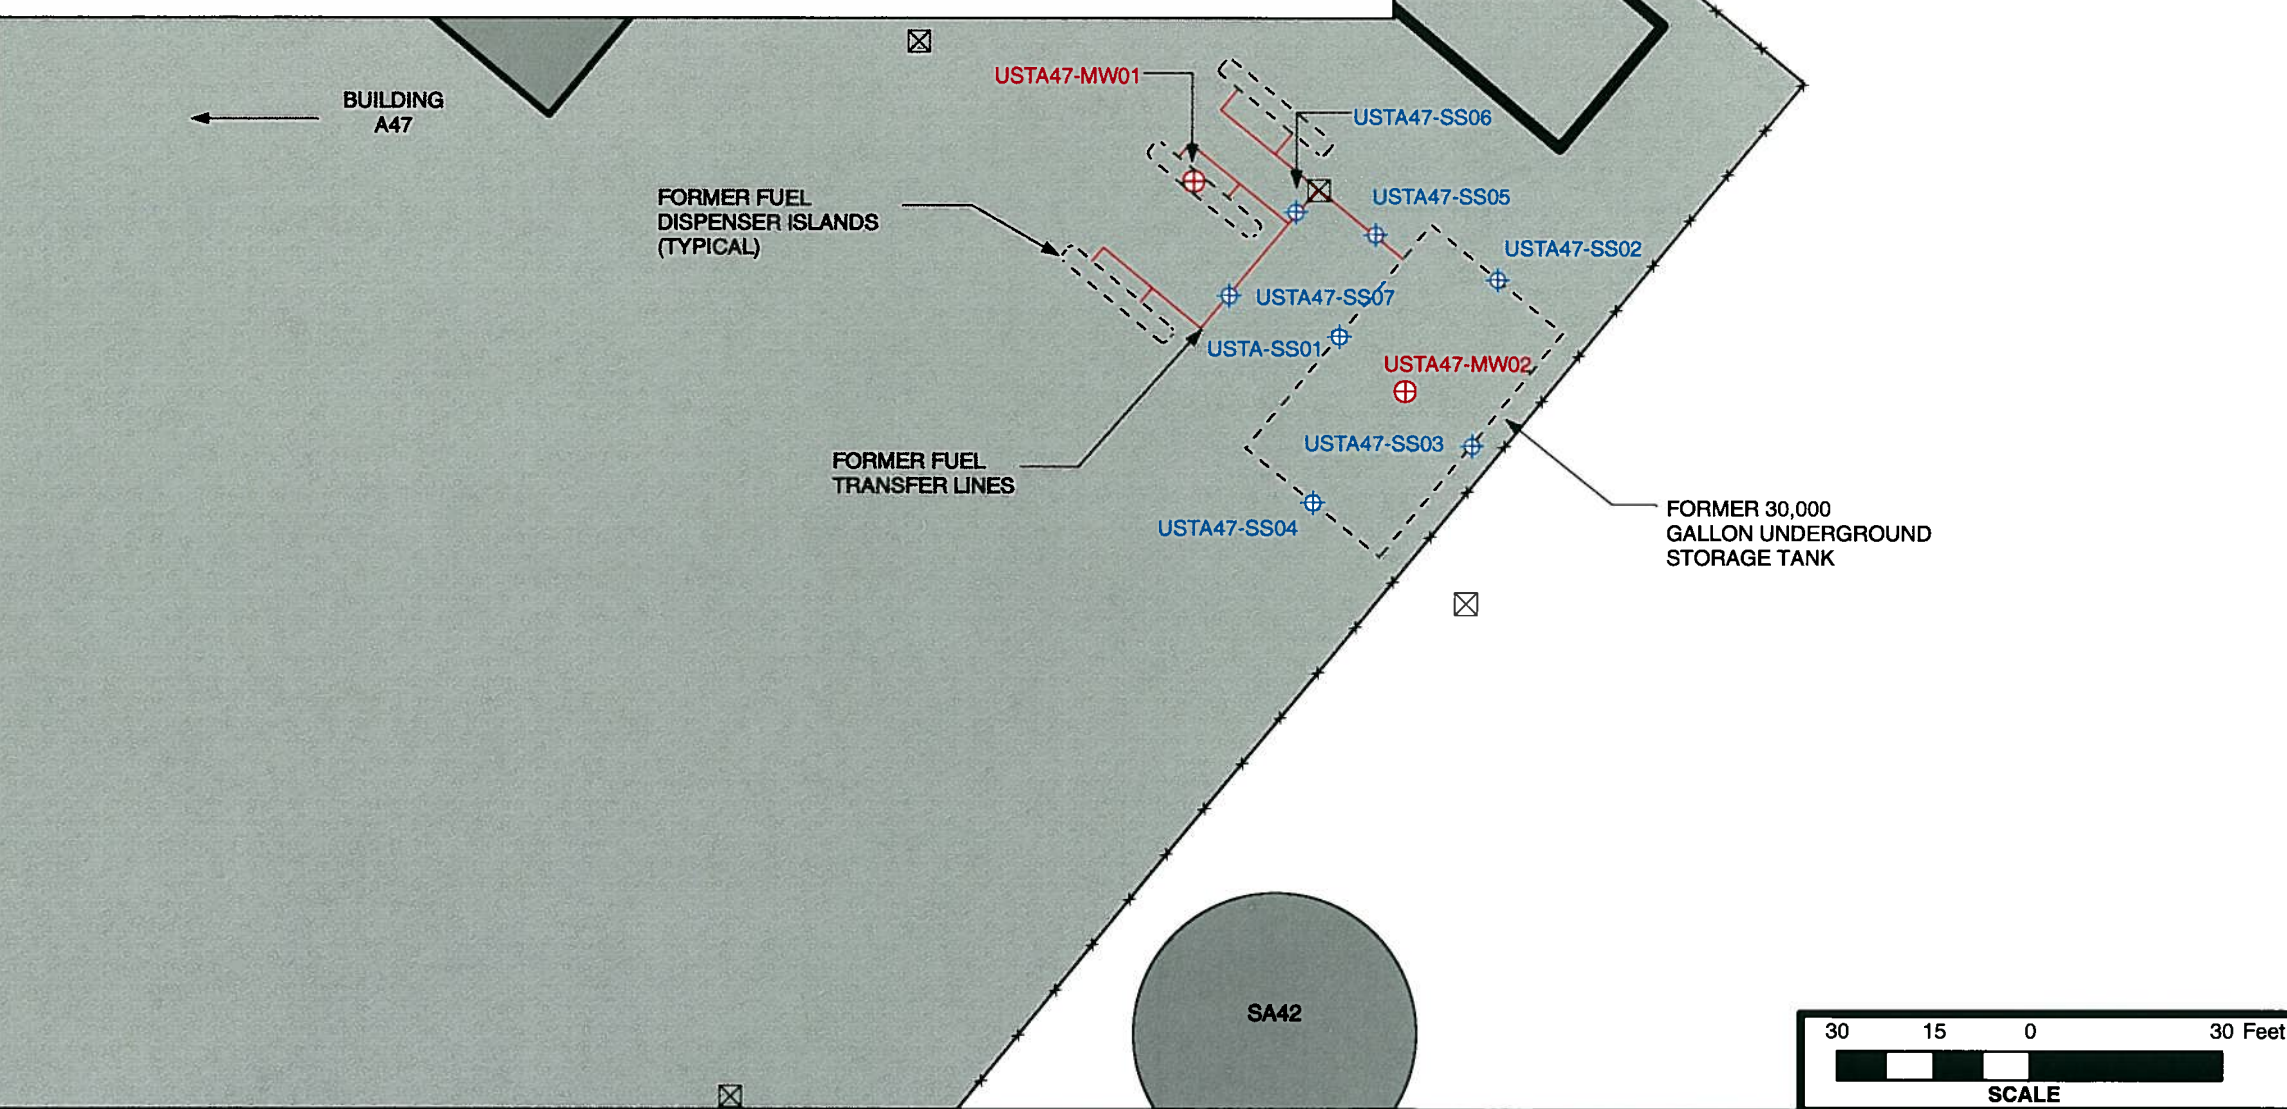 USTA47-MW01
BUILDING
A47
USTA47-SS06
FORMER FUEL
DISPENSER ISLANDS
(TYPICAL)
USTA47-SS05
USTA47-SS02
USTA47-SS07
USTA-SS01
USTA47-MW02
USTA47-SS03
FORMER FUEL
TRANSFER LINES
USTA47-SS04
FORMER 30,000
GALLON UNDERGROUND
STORAGE TANK
SA42
30 15 0 30 Feet
SCALE